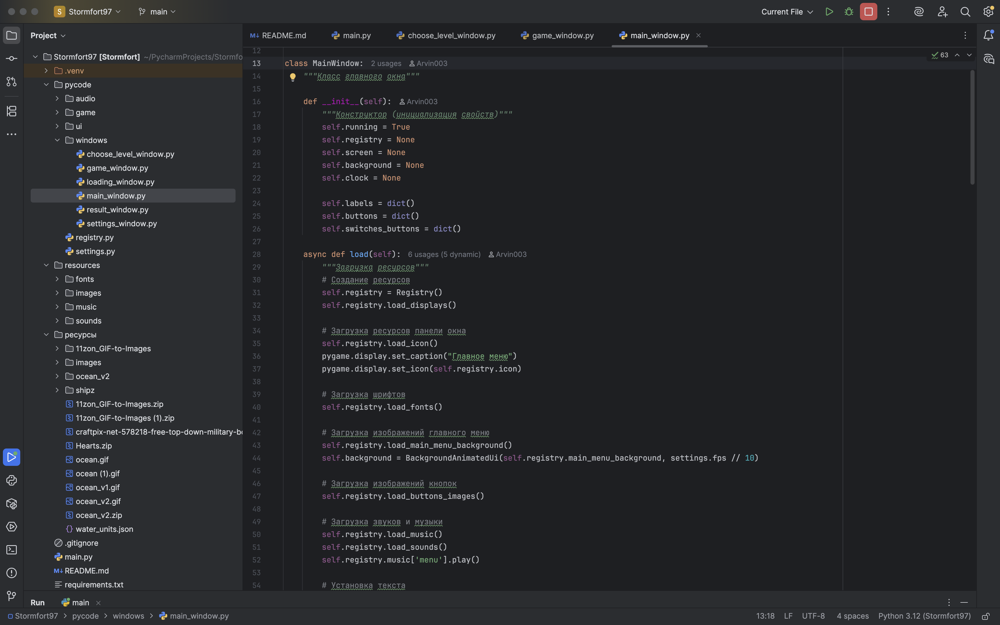 S Stormfort97 main Current File
Project
README.md main.py choose_level_window.py game_window.py main_window.py
Stormfort97 [Stormfort] ~/PycharmProjects/Stormfo
.venv
pycode
audio
game
ui
windows
choose_level_window.py
game_window.py
loading_window.py
main_window.py
result_window.py
settings_window.py
registry.py
settings.py
resources
fonts
images
music
sounds
ресурсы
11zon_GIF-to-Images
images
ocean_v2
shipz
11zon_GIF-to-Images.zip
11zon_GIF-to-Images (1).zip
craftpix-net-578218-free-top-down-military-bo
Hearts.zip
ocean.gif
ocean (1).gif
ocean_v1.gif
ocean_v2.gif
ocean_v2.zip
water_units.json
.gitignore
main.py
README.md
requirements.txt
63
12
13 class MainWindow: 2 usages Arvin003
14 """Класс главного окна"""
15
16 def __init__(self): Arvin003
17 """Конструктор (инициализация свойств)"""
18 self.running = True
19 self.registry = None
20 self.screen = None
21 self.background = None
22 self.clock = None
23
24 self.labels = dict()
25 self.buttons = dict()
26 self.switches_buttons = dict()
27
28 async def load(self): 6 usages (5 dynamic) Arvin003
29 """Загрузка ресурсов"""
30 # Создание ресурсов
31 self.registry = Registry()
32 self.registry.load_displays()
33
34 # Загрузка ресурсов панели окна
35 self.registry.load_icon()
36 pygame.display.set_caption("Главное меню")
37 pygame.display.set_icon(self.registry.icon)
38
39 # Загрузка шрифтов
40 self.registry.load_fonts()
41
42 # Загрузка изображений главного меню
43 self.registry.load_main_menu_background()
44 self.background = BackgroundAnimatedUi(self.registry.main_menu_background, settings.fps // 10)
45
46 # Загрузка изображений кнопок
47 self.registry.load_buttons_images()
48
49 # Загрузка звуков и музыки
50 self.registry.load_music()
51 self.registry.load_sounds()
52 self.registry.music['menu'].play()
53
54 # Установка текста
Run main
Stormfort97 > pycode > windows > main_window.py 13:18 LF UTF-8 4 spaces Python 3.12 (Stormfort97)